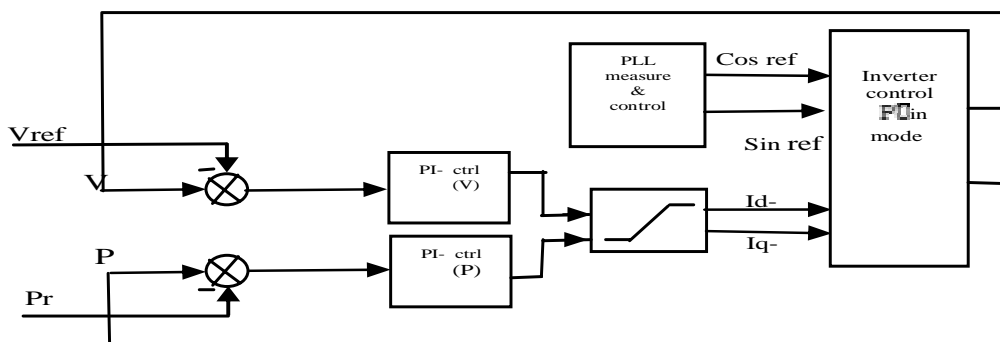 PLL
measure
&
control
Cos ref
Sin ref
Inverter
control
in
mode
Vref
V
PI- ctrl
(V)
Id-
Iq-
P
PI- ctrl
(P)
Pr